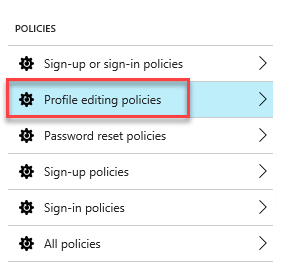 POLICIES
Sign-up or sign-in policies
Profile editing policies
Password reset policies
Sign-up policies
Sign-in policies
All policies